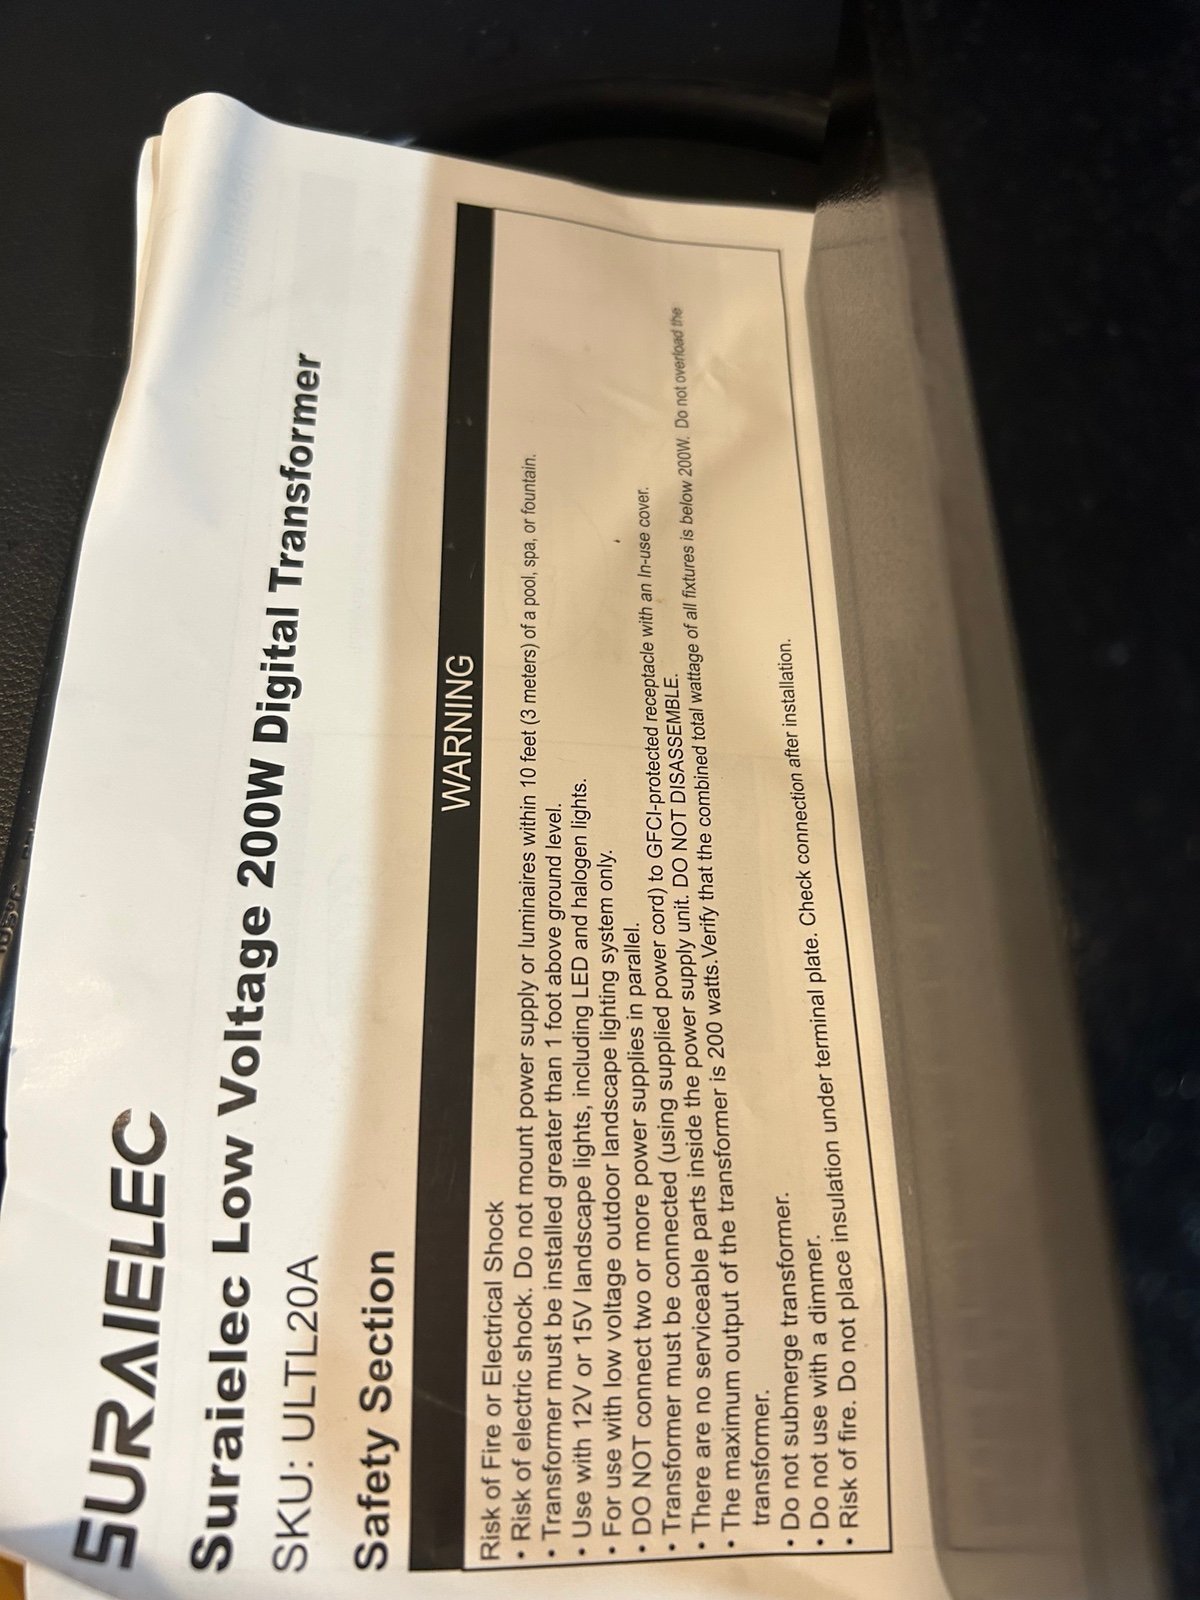 SURAIELEC
Suraielec Low Voltage 200W Digital Transformer
SKU: ULTL20A
Safety Section
WARNING
Risk of Fire or Electrical Shock
• Risk of electric shock. Do not mount power supply or luminaires within 10 feet (3 meters) of a pool, spa, or fountain.
• Transformer must be installed greater than 1 foot above ground level.
• Use with 12V or 15V landscape lights, including LED and halogen lights.
• For use with low voltage outdoor landscape lighting system only.
• DO NOT connect two or more power supplies in parallel.
• Transformer must be connected (using supplied power cord) to GFCI-protected receptacle with an In-use cover.
• There are no serviceable parts inside the power supply unit. DO NOT DISASSEMBLE.
• The maximum output of the transformer is 200 watts.Verify that the combined total wattage of all fixtures is below 200W. Do not overload the
transformer.
• Do not submerge transformer.
• Do not use with a dimmer.
• Risk of fire. Do not place insulation under terminal plate. Check connection after installation.